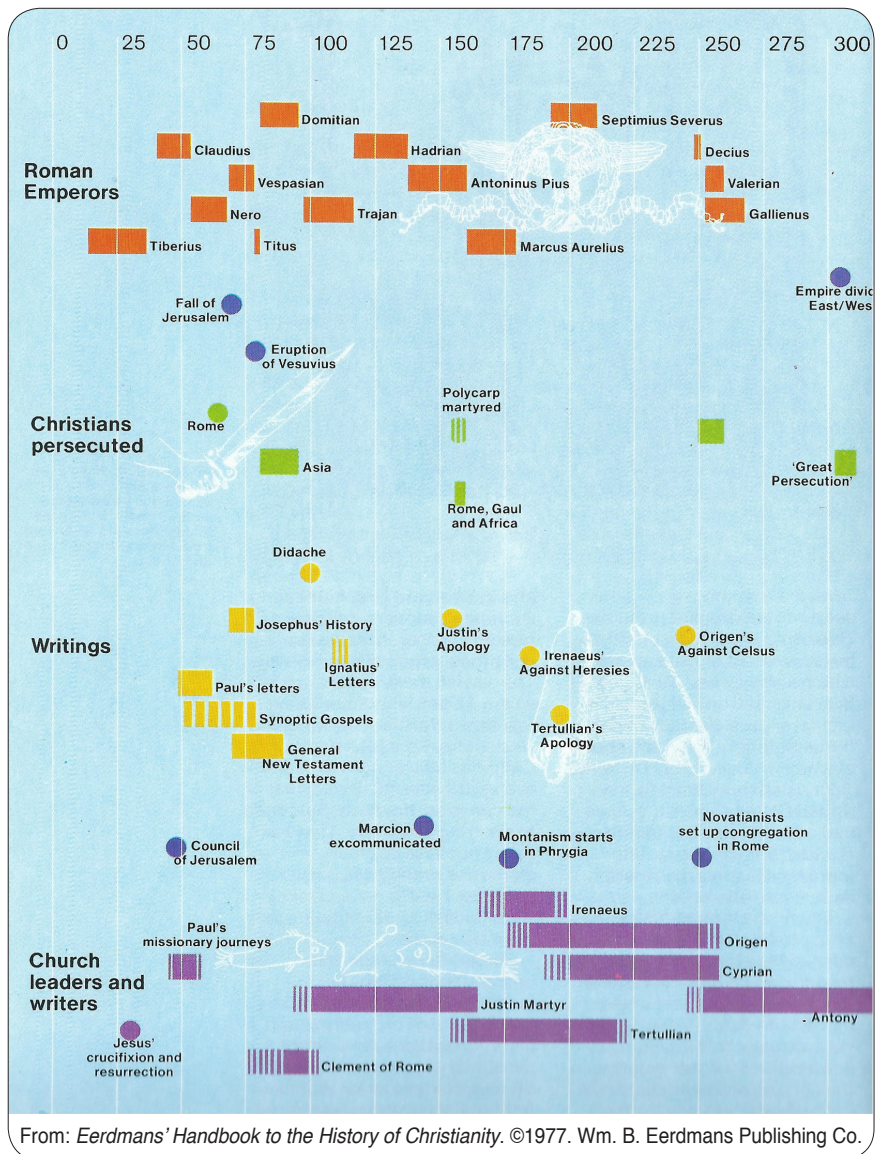 0 25 50 75 100 125 150 175 200 225 250 275 300
Domitian
Septimius Severus
Claudius
Hadrian
Decius
Roman
Emperors
Vespasian
Antoninus Pius
Valerian
Nero
Trajan
Gallienus
Tiberius
Titus
Marcus Aurelius
Fall of
Jerusalem
Empire divid
East/Wes
Eruption
of Vesuvius
Christians
persecuted
Rome
Polycarp
martyred
Asia
'Great
Persecution'
Rome, Gaul
and Africa
Didache
Writings
Josephus' History
Ignatius'
Letters
Justin's
Apology
Irenaeus'
Against Heresies
Origen's
Against Celsus
Paul's letters
Synoptic Gospels
Tertullian's
Apology
General
New Testament
Letters
Council
of Jerusalem
Marcion
excommunicated
Montanism starts
in Phrygia
Novatianists
set up congregation
in Rome
Irenaeus
Paul's
missionary journeys
Origen
Church
leaders and
writers
Cyprian
Justin Martyr
Antony
Jesus'
crucifixion and
resurrection
Tertullian
Clement of Rome
From: Eerdmans' Handbook to the History of Christianity. ©1977. Wm. B. Eerdmans Publishing Co.